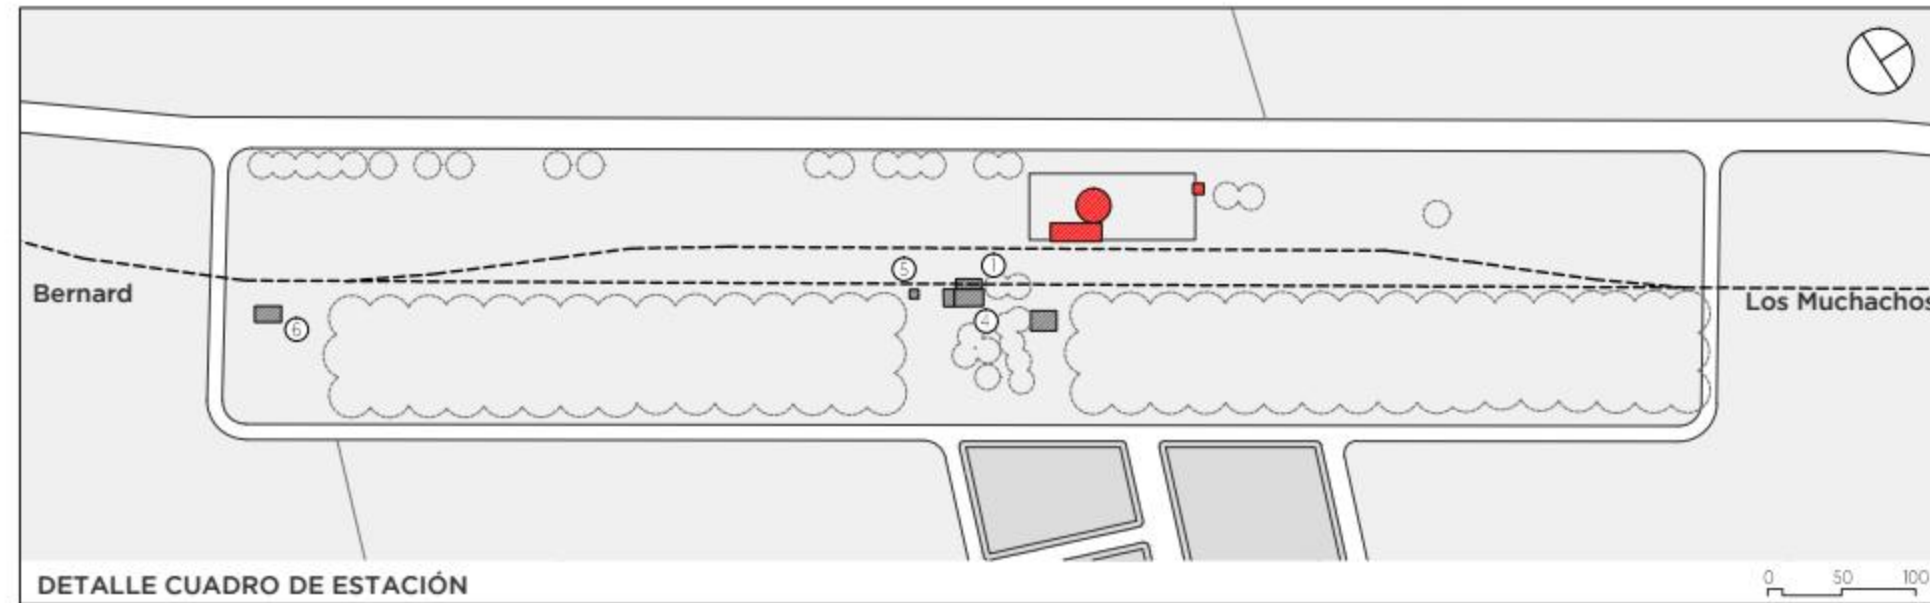 5
1
Bernard
Los Muchachos
6
4
DETALLE CUADRO DE ESTACIÓN
0 50 100